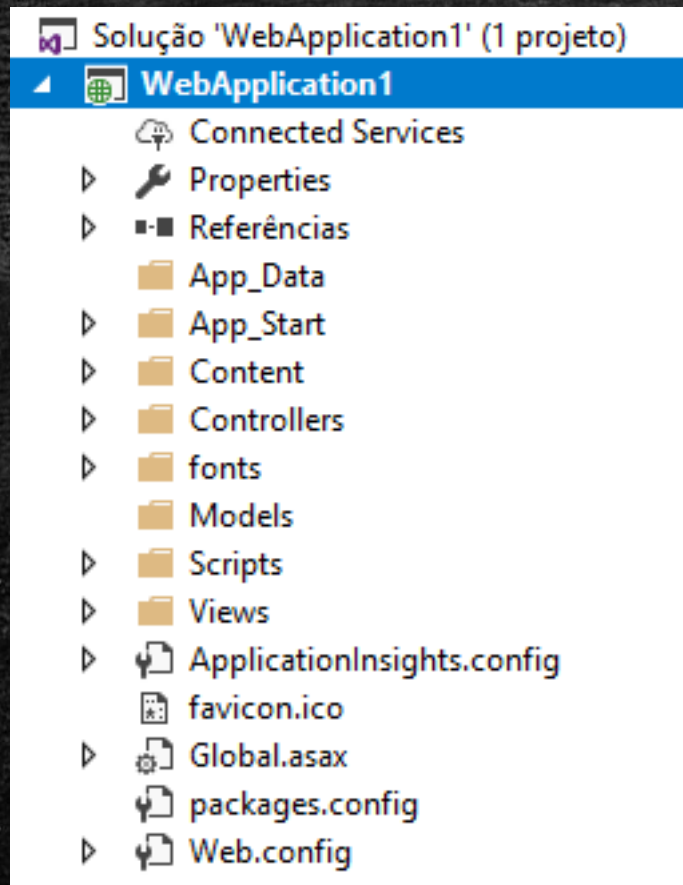 Solução 'WebApplication1' (1 projeto)
WebApplication1
Connected Services
Properties
Referências
App_Data
App_Start
Content
Controllers
fonts
Models
Scripts
Views
ApplicationInsights.config
favicon.ico
Global.asax
packages.config
Web.config